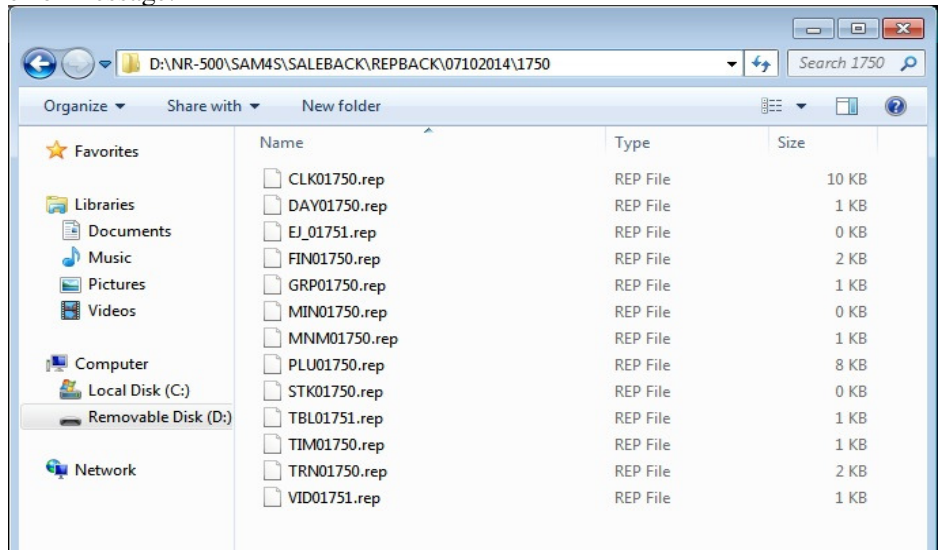 D:\NR-500\SAM4S\SALEBACK\REPBACK\07102014\1750
Search 1750
Organize Share with New folder
Favorites
Libraries
Documents
Music
Pictures
Videos
Computer
Local Disk (C:)
Removable Disk (D:)
Network
Name Type Size
CLK01750.rep REP File 10 KB
DAY01750.rep REP File 1 KB
EJ_01751.rep REP File 0 KB
FIN01750.rep REP File 2 KB
GRP01750.rep REP File 1 KB
MIN01750.rep REP File 0 KB
MNM01750.rep REP File 1 KB
PLU01750.rep REP File 8 KB
STK01750.rep REP File 0 KB
TBL01751.rep REP File 1 KB
TIM01750.rep REP File 1 KB
TRN01750.rep REP File 2 KB
VID01751.rep REP File 1 KB